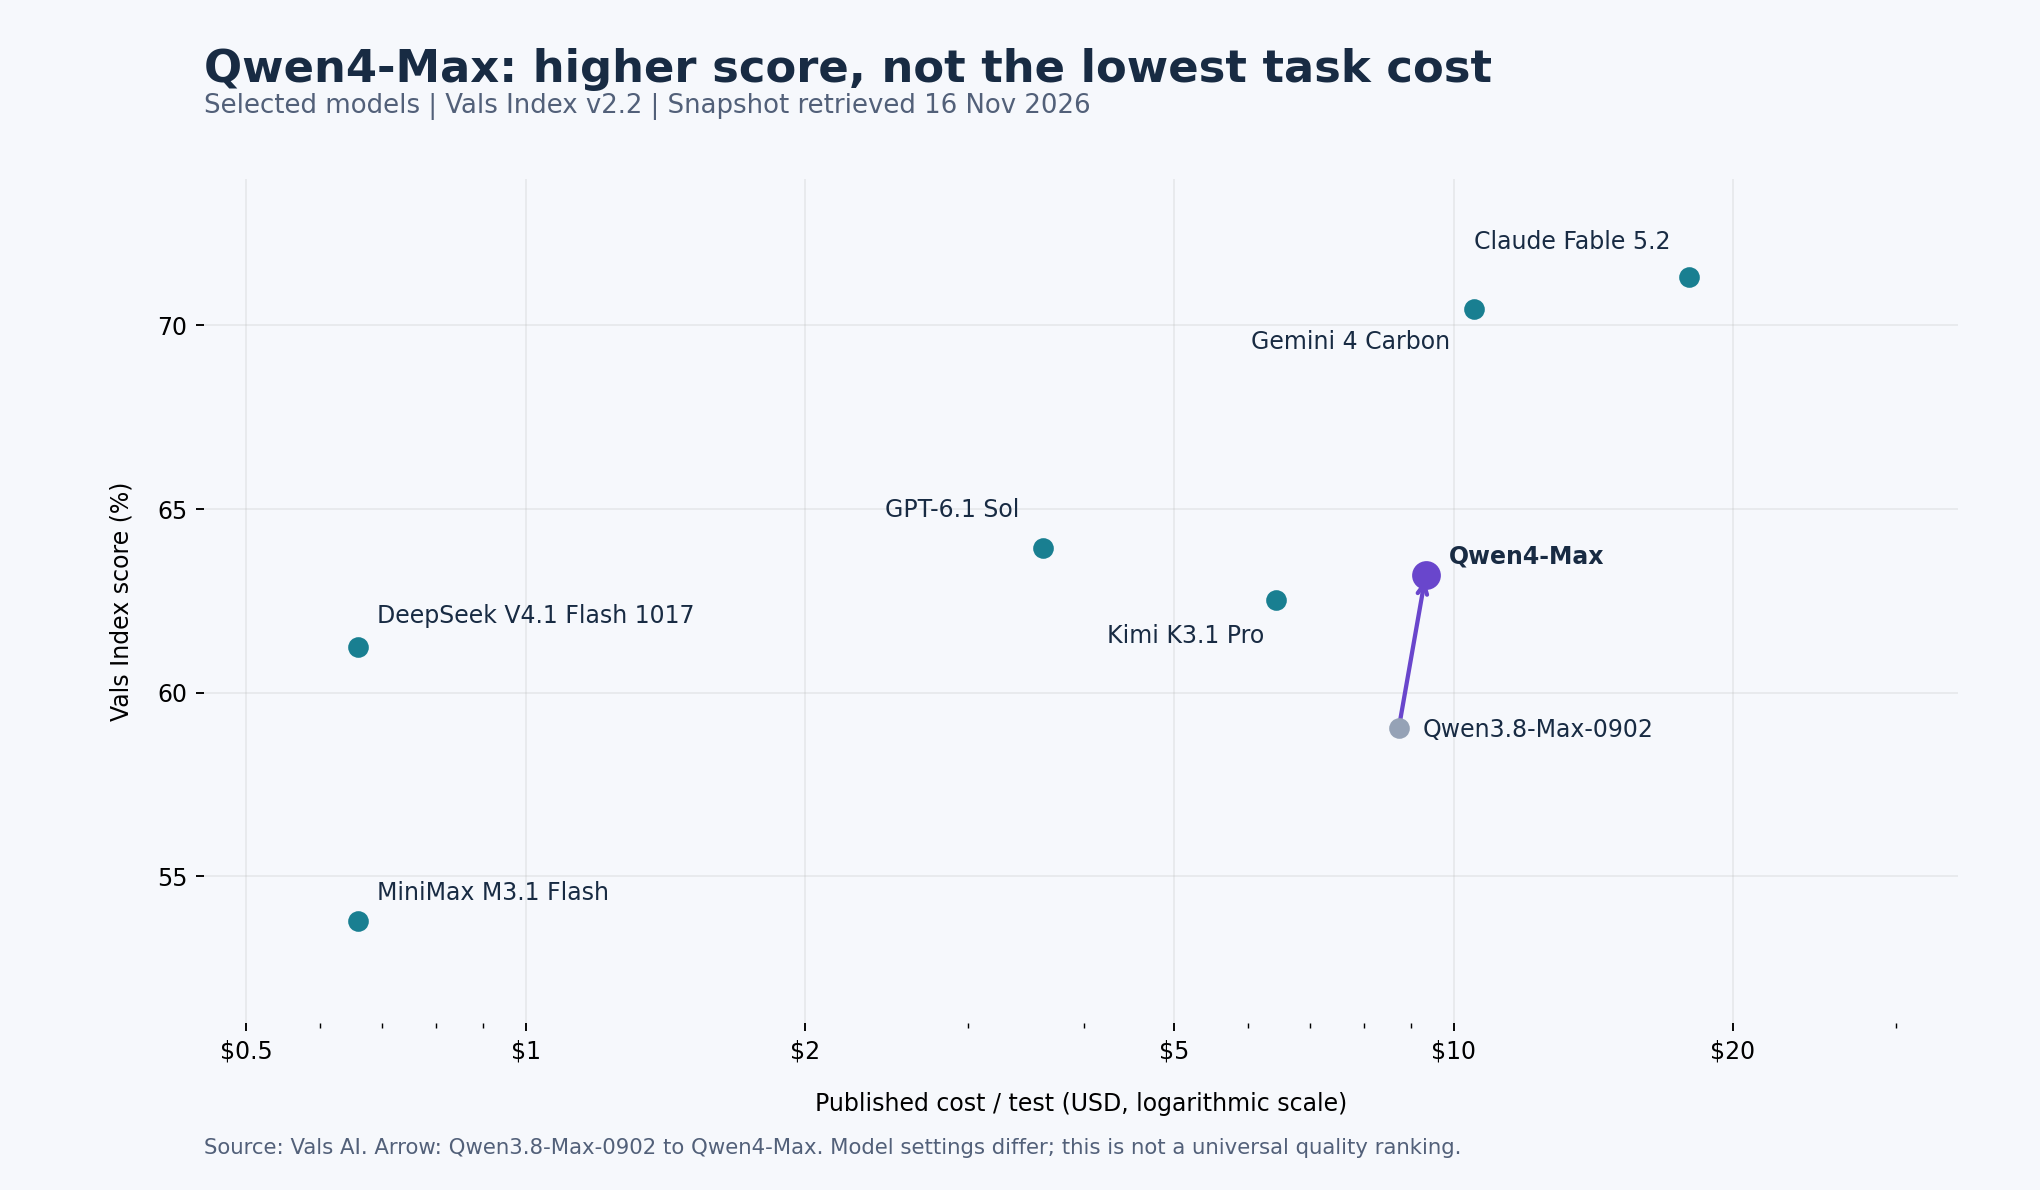 Qwen4-Max: higher score, not the lowest task cost
Selected models | Vals Index v2.2 | Snapshot retrieved 16 Nov 2026
Claude Fable 5.2
70
Gemini 4 Carbon
GPT-6.1 Sol
65
Qwen4-Max
DeepSeek V4.1 Flash 1017
Kimi K3.1 Pro
Vals Index score (%)
60
Qwen3.8-Max-0902
55
MiniMax M3.1 Flash
$0.5 $1 $2 $5 $10 $20
Published cost / test (USD, logarithmic scale)
Source: Vals AI. Arrow: Qwen3.8-Max-0902 to Qwen4-Max. Model settings differ; this is not a universal quality ranking.